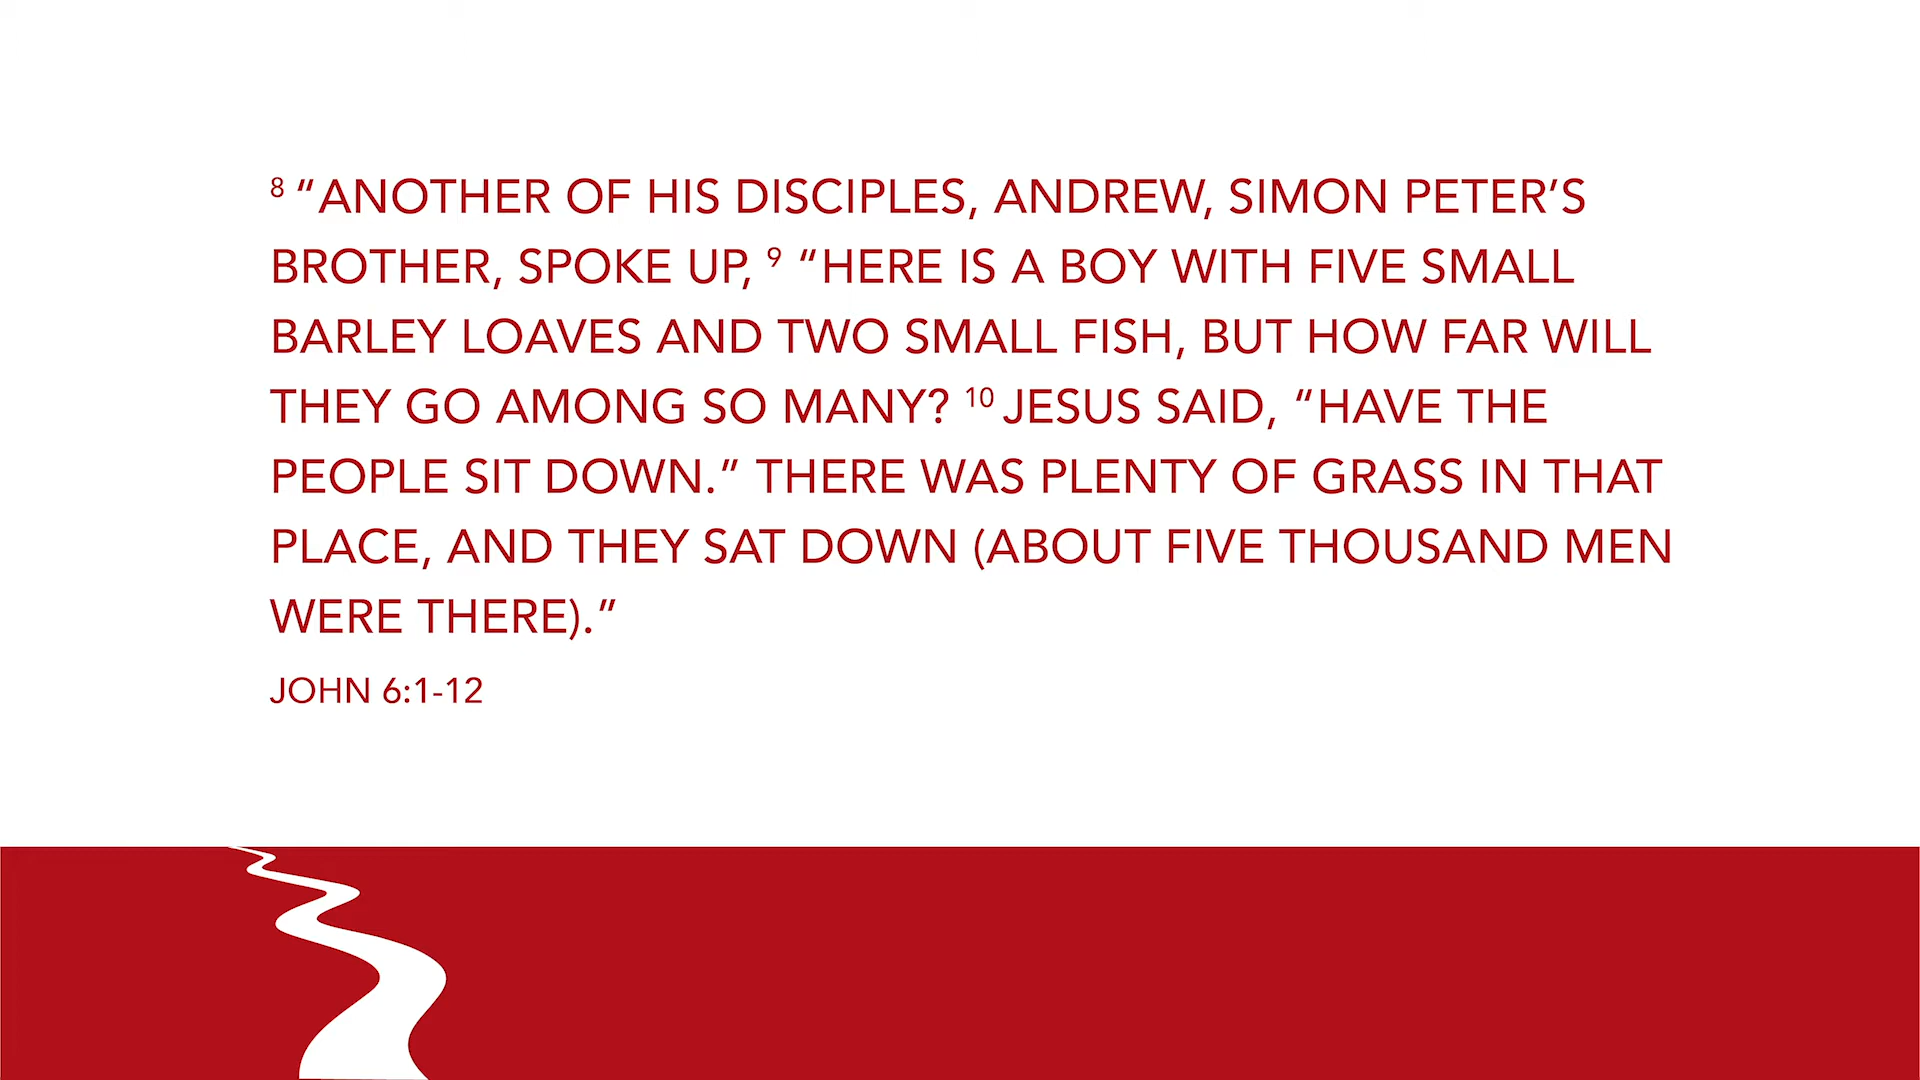 8 “ANOTHER OF HIS DISCIPLES, ANDREW, SIMON PETER’S
BROTHER, SPOKE UP, 9 “HERE IS A BOY WITH FIVE SMALL
BARLEY LOAVES AND TWO SMALL FISH, BUT HOW FAR WILL
THEY GO AMONG SO MANY? 10 JESUS SAID, “HAVE THE
PEOPLE SIT DOWN.” THERE WAS PLENTY OF GRASS IN THAT
PLACE, AND THEY SAT DOWN (ABOUT FIVE THOUSAND MEN
WERE THERE).”
JOHN 6:1-12